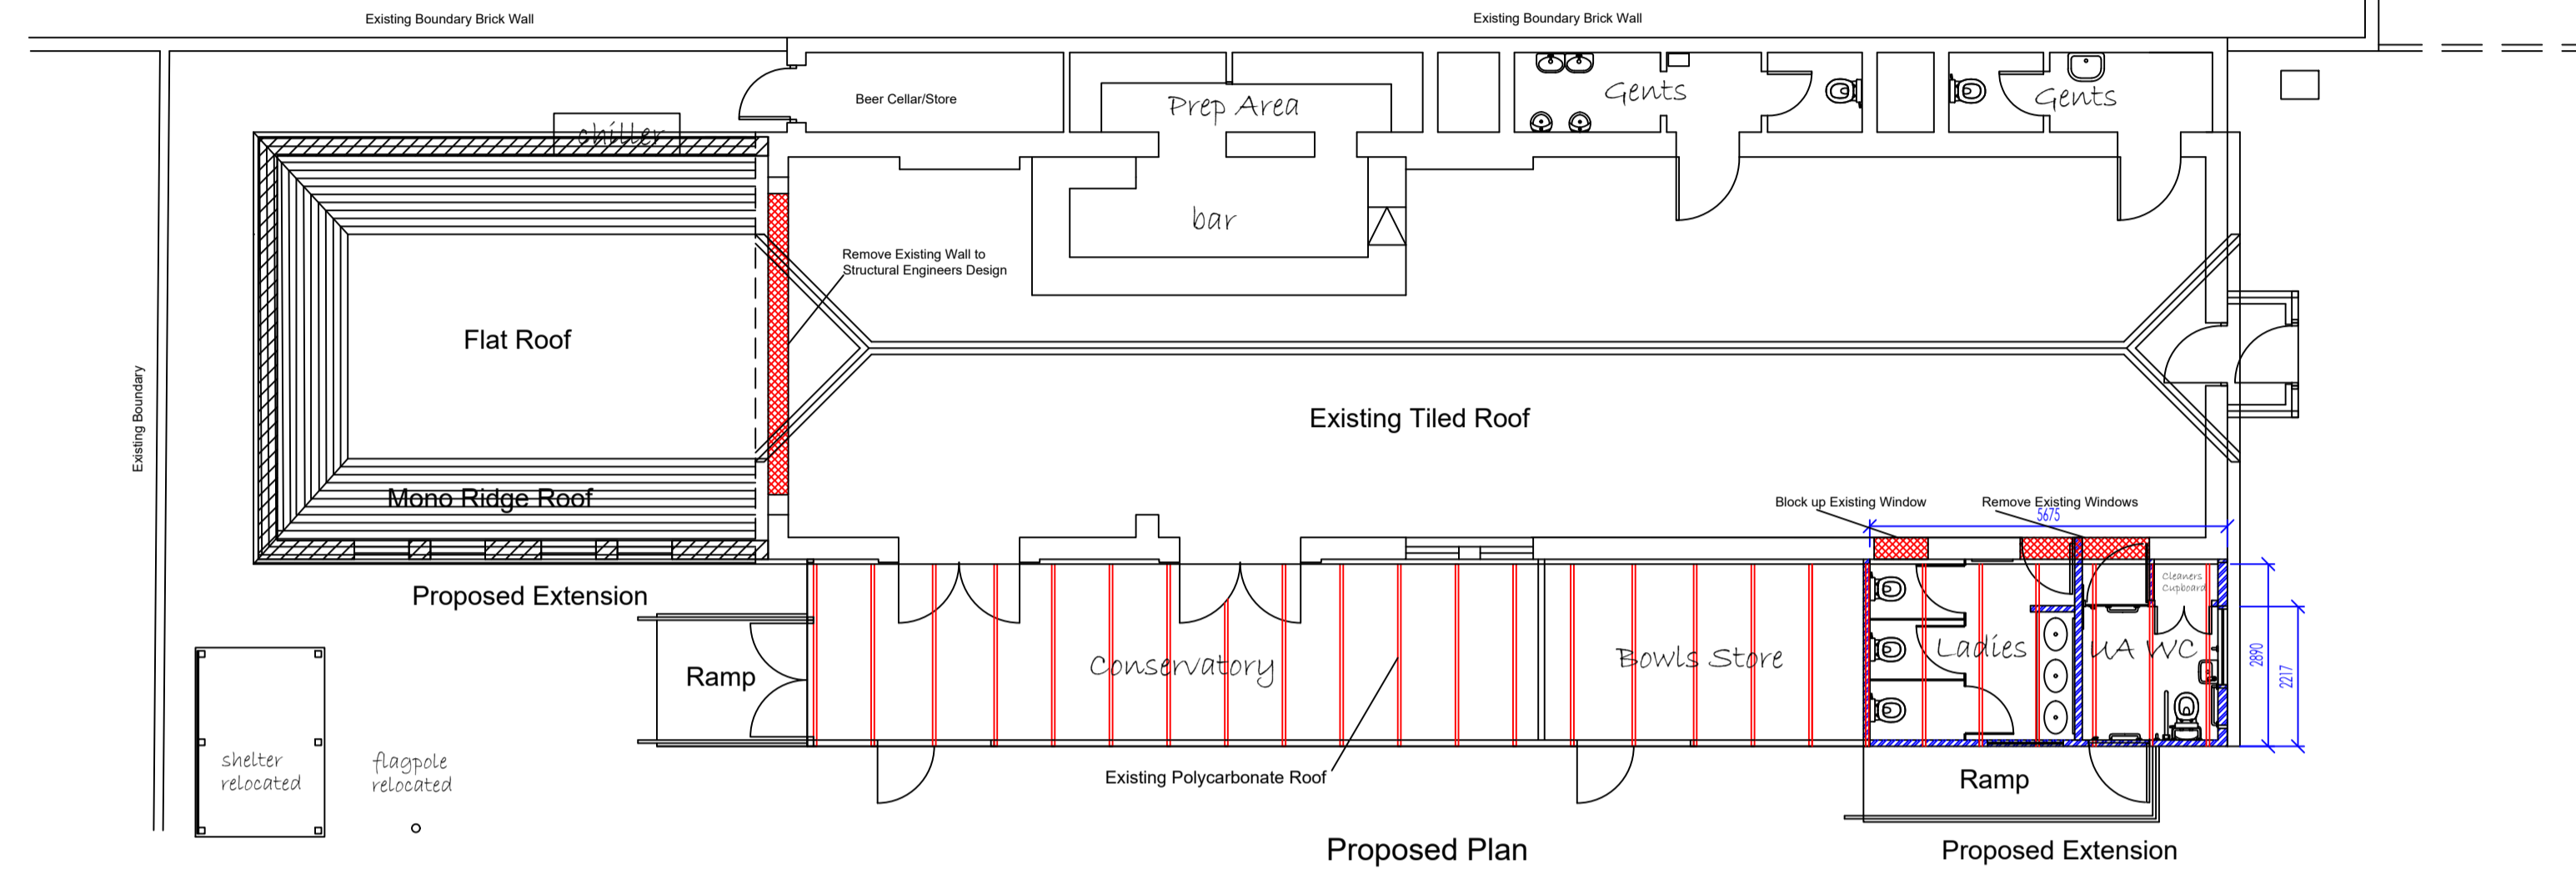 Existing Boundary Brick Wall
Existing Boundary Brick Wall
Beer Cellar/Store
Prep Area
Gents
Gents
chiller
bar
Remove Existing Wall to
Structural Engineers Design
Flat Roof
Existing Boundary
Existing Tiled Roof
Mono Ridge Roof
Block up Existing Window
Remove Existing Windows
5675
Proposed Extension
Cleaners
Cupboard
Ramp
Conservatory
Bowls Store
Ladies
UA WC
2890
2217
shelter
relocated
flagpole
relocated
Existing Polycarbonate Roof
Ramp
Proposed Plan
Proposed Extension